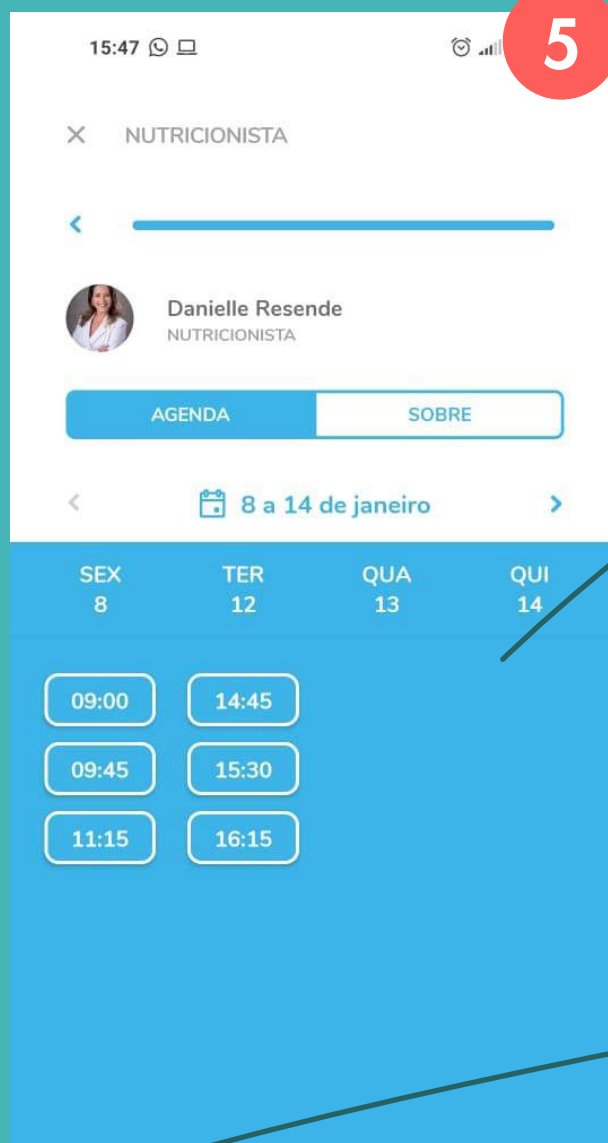 15:47
5
NUTRICIONISTA
Danielle Resende
NUTRICIONISTA
AGENDA SOBRE
8 a 14 de janeiro
SEX TER QUA QUI
8 12 13 14
09:00 14:45
09:45 15:30
11:15 16:15